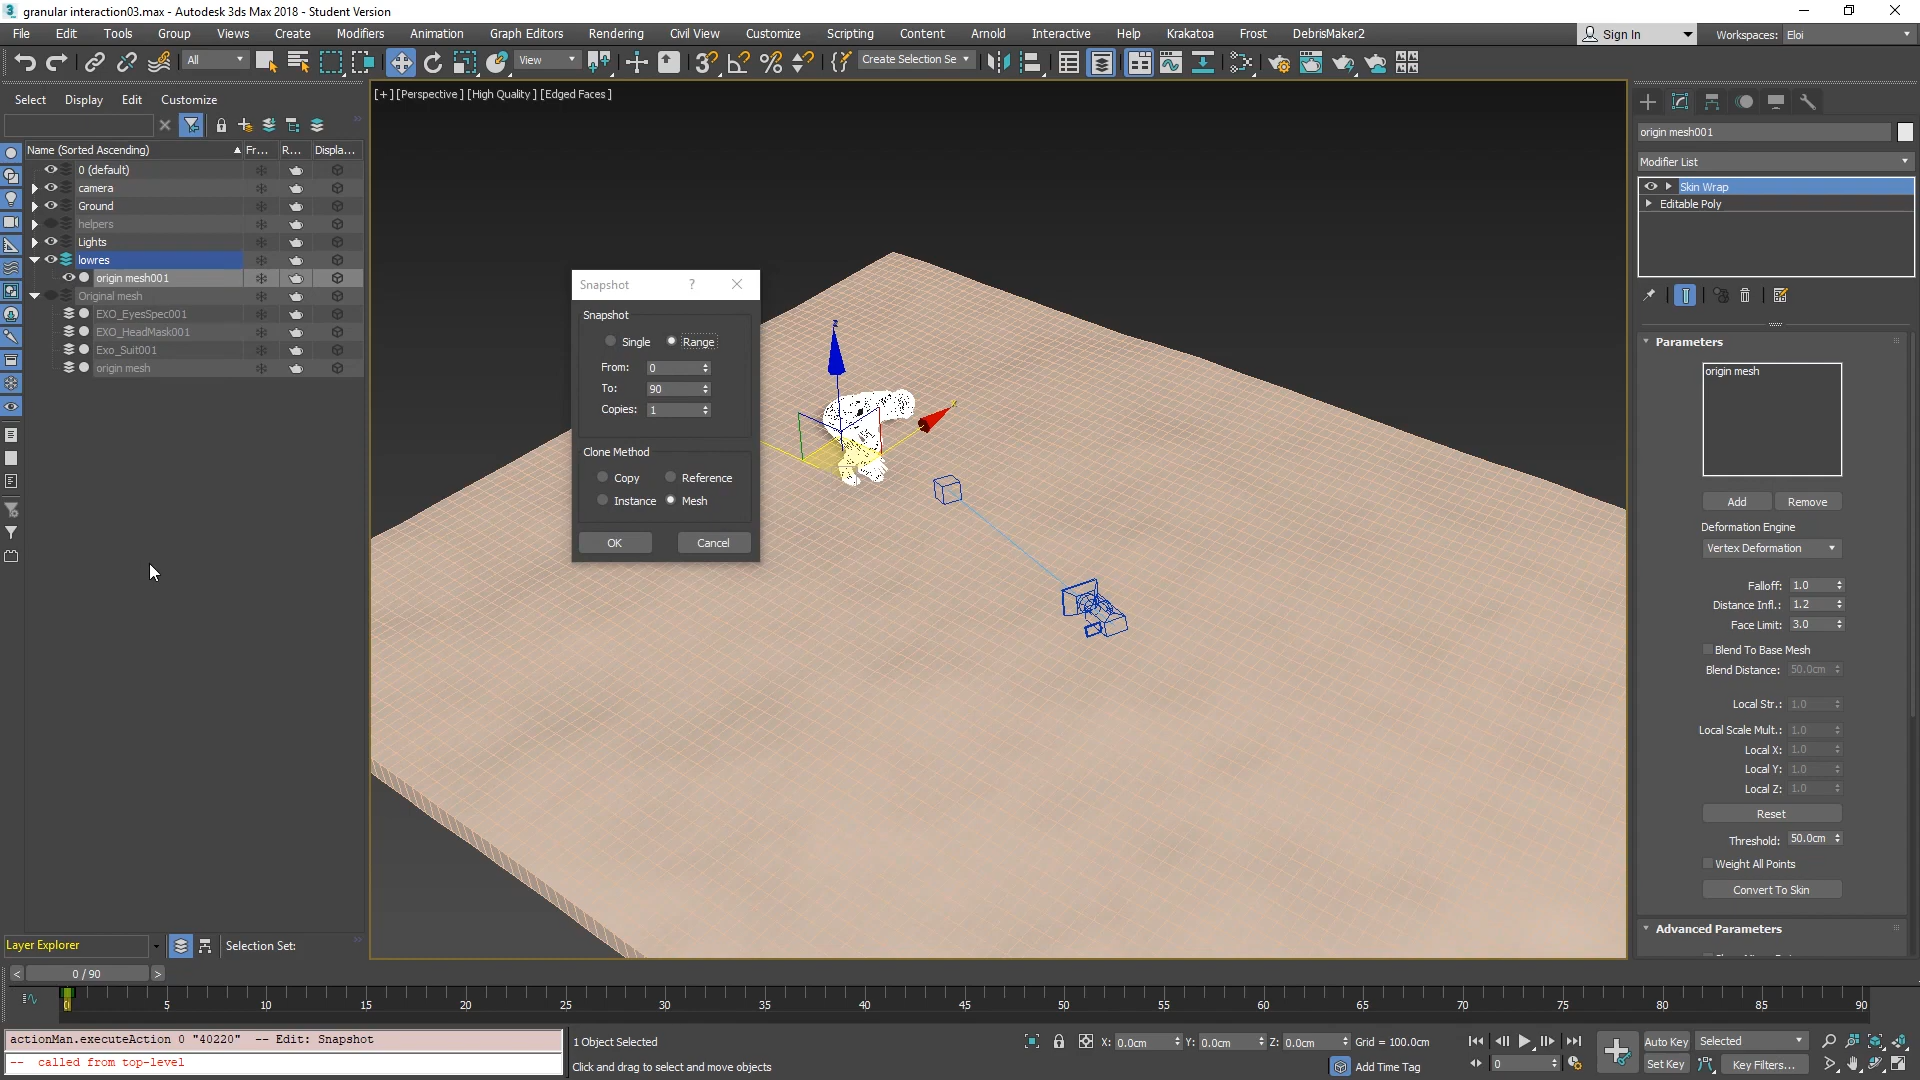 granular interaction03.max - Autodesk 3ds Max 2018 - Student Version
File Edit Tools Group Views Create Modifiers Animation Graph Editors Rendering Civil View Customize Scripting Content Arnold Interactive Help Krakatoa Frost DebrisMaker2
Sign In Workspaces: Eloi
All View Create Selection Se
Select Display Edit Customize
[+] [Perspective ] [High Quality ] [Edged Faces ]
Name (Sorted Ascending) Fr... R... Displa...
0 (default)
camera
Ground
helpers
Lights
lowres
origin mesh001
Original mesh
EXO_EyesSpec001
EXO_HeadMask001
Exo_Suit001
origin mesh
Layer Explorer Selection Set:
Snapshot ?
Snapshot
Single Range
From: 0
To: 90
Copies: 1
Clone Method
Copy Reference
Instance Mesh
OK Cancel
origin mesh001
Modifier List
Skin Wrap
Editable Poly
Parameters
origin mesh
Add Remove
Deformation Engine
Vertex Deformation
Falloff: 1.0
Distance Infl.: 1.2
Face Limit: 3.0
Blend To Base Mesh
Blend Distance: 50.0cm
Local Str.: 1.0
Local Scale Mult.: 1.0
Local X: 1.0
Local Y: 1.0
Local Z: 1.0
Reset
Threshold: 50.0cm
Weight All Points
Convert To Skin
Advanced Parameters
< 0 / 90 >
0 5 10 15 20 25 30 35 40 45 50 55 60 65 70 75 80 85 90
actionMan.executeAction 0 "40220" -- Edit: Snapshot
-- called from top-level
1 Object Selected
Click and drag to select and move objects
X: 0.0cm Y: 0.0cm Z: 0.0cm Grid = 100.0cm
Add Time Tag
0
Auto Key Selected
Set Key Key Filters...